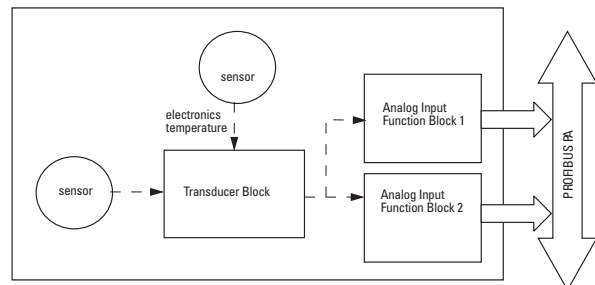 sensor
electronics
temperature
sensor
Transducer Block
Analog Input
Function Block 1
Analog Input
Function Block 2
PROFIBUS PA